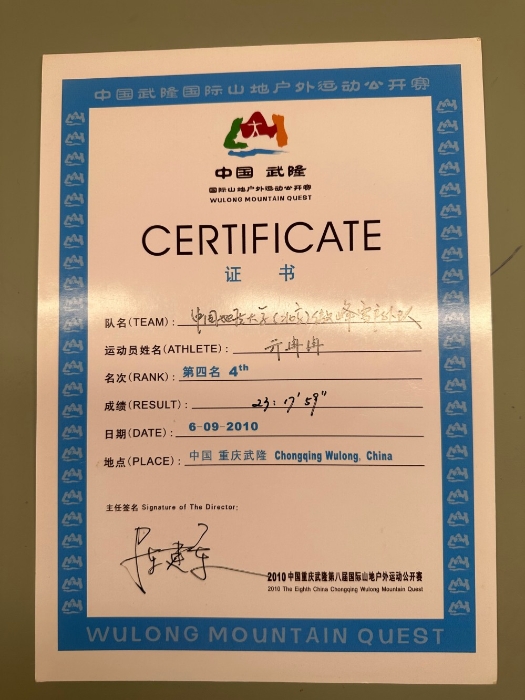 中国武隆国际山地户外运动公开赛
中国 武隆
国际山地户外运动公开赛
WULONG MOUNTAIN QUEST
CERTIFICATE
证 书
队名(TEAM): 中国地质大学(北京)
运动员姓名(ATHLETE): 冉冉
名次(RANK): 第四名 4th
成绩(RESULT): 23:17'59"
日期(DATE): 6-09-2010
地点(PLACE): 中国 重庆武隆 Chongqing Wulong, China
主任签名 Signature of The Director:
2010中国重庆武隆第八届国际山地户外运动公开赛
2010 The Eighth China Chongqing Wulong Mountain Quest
WULONG MOUNTAIN QUEST